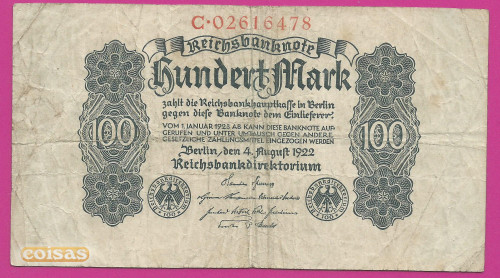 C·02616478
Reichsbanknote
Hundert Mark
zahlt die Reichsbankhauptkasse in Berlin
gegen diese Banknote dem Einlieferer.
VOM 1. JANUAR 1923 AB KANN DIESE BANKNOTE AUF-
GERUFEN UND UNTER UMTAUSCH GEGEN ANDERE
GESETZLICHE ZAHLUNGSMITTEL EINGEZOGEN WERDEN
100
100
Berlin, den 4. August 1922
Reichsbankdirektorium
100
100
coisas